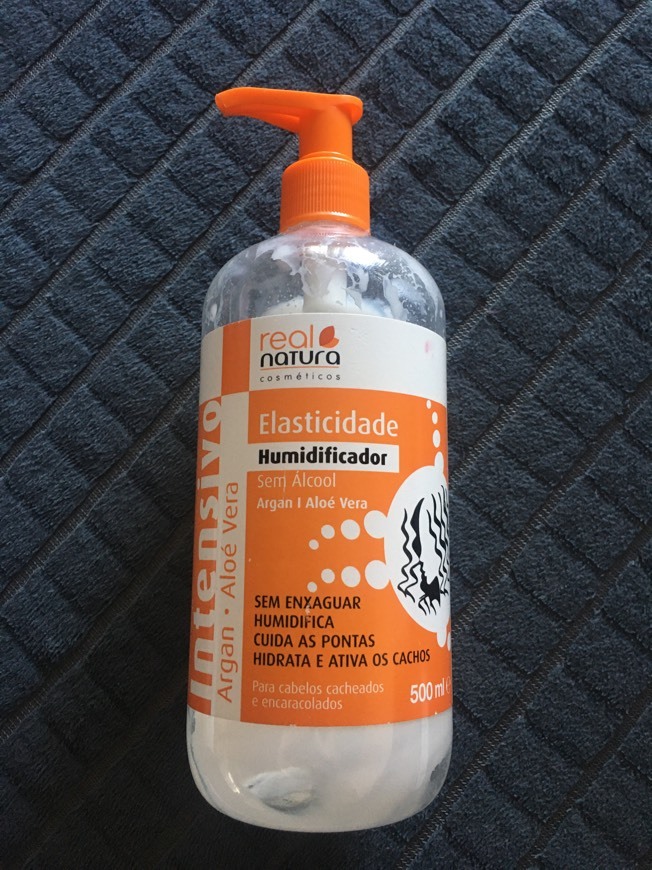 real
natura
cosméticos
Intensivo
Argan • Aloé Vera
Elasticidade
Humidificador
Sem Álcool
Argan I Aloé Vera
SEM ENXAGUAR
HUMIDIFICA
CUIDA AS PONTAS
HIDRATA E ATIVA OS CACHOS
Para cabelos cacheados
e encaracolados
500 ml